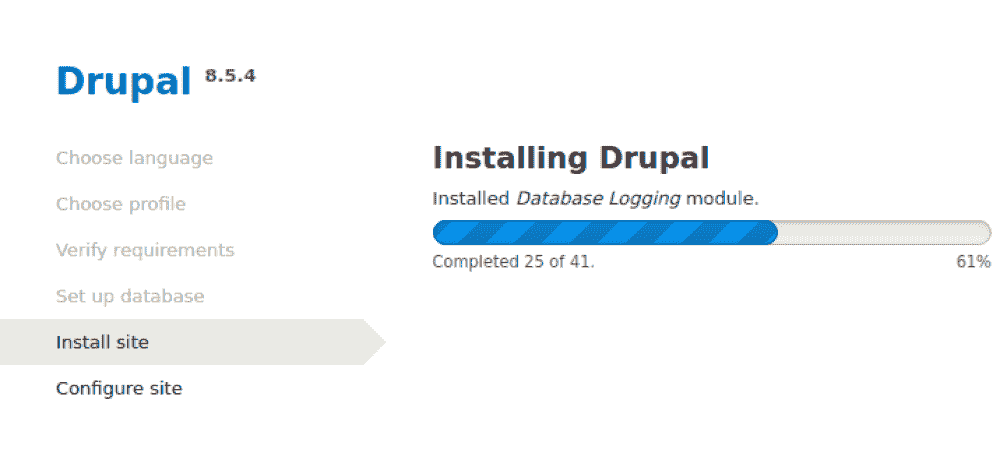 Drupal 8.5.4
Choose language
Choose profile
Verify requirements
Set up database
Install site
Configure site
Installing Drupal
Installed Database Logging module.
Completed 25 of 41. 61%